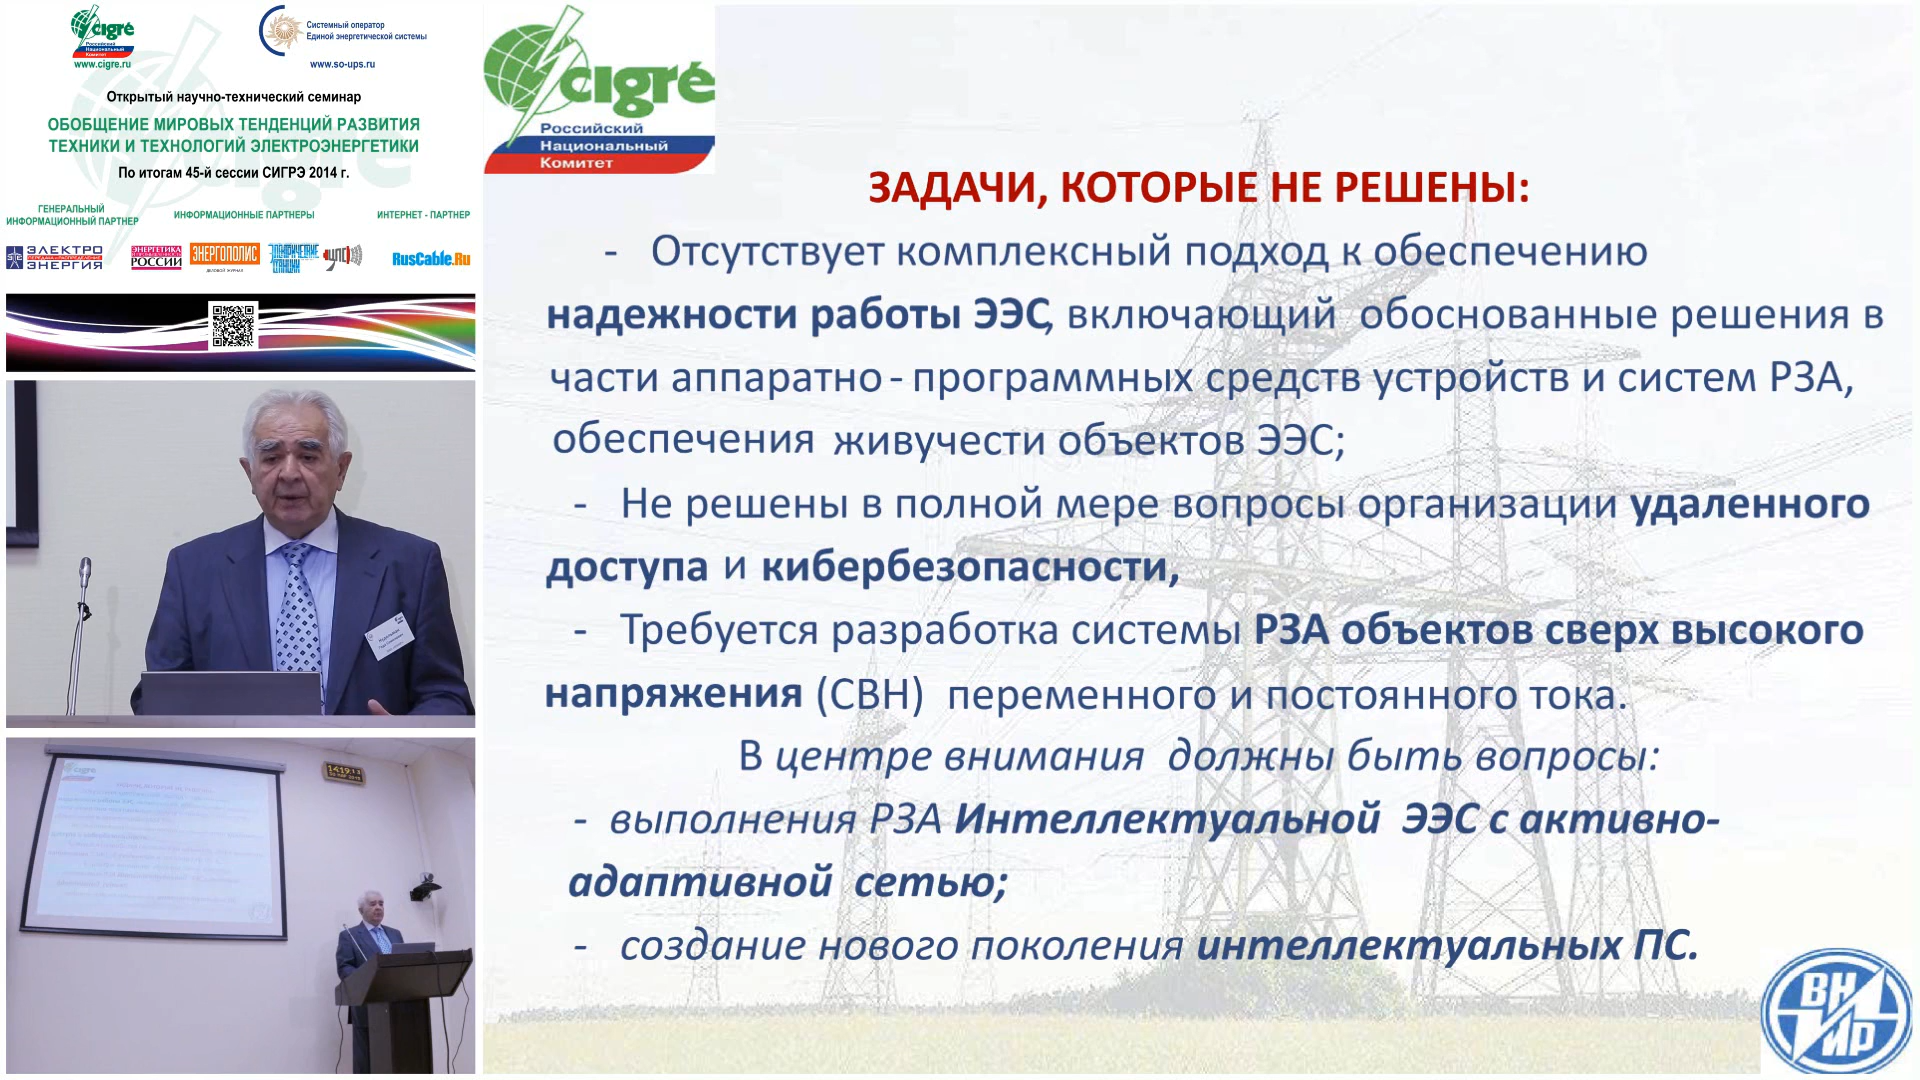 cigré
Российский
Национальный
Комитет
www.cigre.ru
Системный оператор
Единой энергетической системы
www.so-ups.ru
Открытый научно-технический семинар
ОБОБЩЕНИЕ МИРОВЫХ ТЕНДЕНЦИЙ РАЗВИТИЯ
ТЕХНИКИ И ТЕХНОЛОГИЙ ЭЛЕКТРОЭНЕРГЕТИКИ
По итогам 45-й сессии СИГРЭ 2014 г.
ГЕНЕРАЛЬНЫЙ
ИНФОРМАЦИОННЫЙ ПАРТНЕР
ИНФОРМАЦИОННЫЕ ПАРТНЕРЫ
ИНТЕРНЕТ - ПАРТНЕР
ЭЛЕКТРО
ЭНЕРГИЯ
ЭНЕРГЕТИКА
РОССИИ
ЭНЕРГОПОЛИС
ДЕЛОВОЙ ЖУРНАЛ
RusCable.Ru
cigré
Российский
Национальный
Комитет
ЗАДАЧИ, КОТОРЫЕ НЕ РЕШЕНЫ:
- Отсутствует комплексный подход к обеспечению
надежности работы ЭЭС, включающий обоснованные решения в
части аппаратно - программных средств устройств и систем РЗА,
обеспечения живучести объектов ЭЭС;
- Не решены в полной мере вопросы организации удаленного
доступа и кибербезопасности,
- Требуется разработка системы РЗА объектов сверх высокого
напряжения (СВН) переменного и постоянного тока.
В центре внимания должны быть вопросы:
- выполнения РЗА Интеллектуальной ЭЭС с активно-
адаптивной сетью;
- создание нового поколения интеллектуальных ПС.
ВНИИР